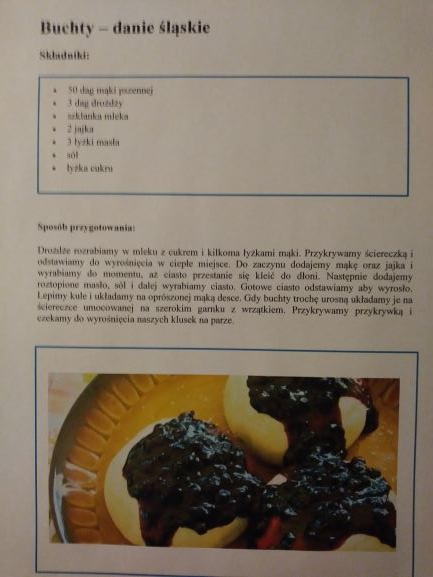 Buchty – danie śląskie
Składniki:
50 dag mąki pszennej
3 dag drożdży
szklanka mleka
2 jajka
3 łyżki masła
sól
łyżka cukru
Sposób przygotowania:
Drożdże rozrabiamy w mleku z cukrem i kilkoma łyżkami mąki. Przykrywamy ściereczką i
odstawiamy do wyrośnięcia w ciepłe miejsce. Do zaczynu dodajemy mąkę oraz jajka i
wyrabiamy do momentu, aż ciasto przestanie się kleić do dłoni. Następnie dodajemy
roztopione masło, sól i dalej wyrabiamy ciasto. Gotowe ciasto odstawiamy aby wyrosło.
Lepimy kule i układamy na oprószonej mąką desce. Gdy buchty trochę urosną układamy je na
ściereczce umocowanej na szerokim garnku z wrzątkiem. Przykrywamy przykrywką i
czekamy do wyrośnięcia naszych klusek na parze.